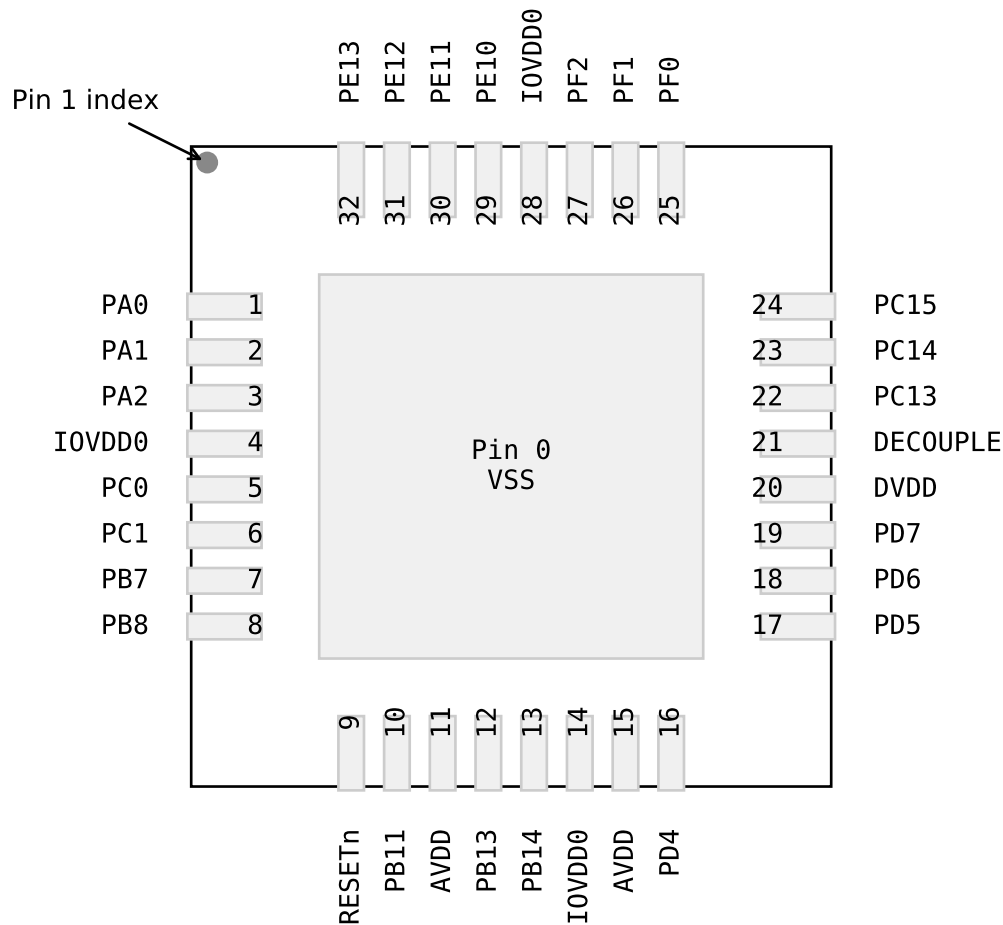 PE13
PE12
PE11
PE10
IOVDD0
PF2
PF1
PF0
Pin 1 index
32
31
30
29
28
27
26
25
PA0 1
PA1 2
PA2 3
IOVDD0 4
PC0 5
PC1 6
PB7 7
PB8 8
Pin 0
VSS
24 PC15
23 PC14
22 PC13
21 DECOUPLE
20 DVDD
19 PD7
18 PD6
17 PD5
9
10
11
12
13
14
15
16
RESETn
PB11
AVDD
PB13
PB14
IOVDD0
AVDD
PD4